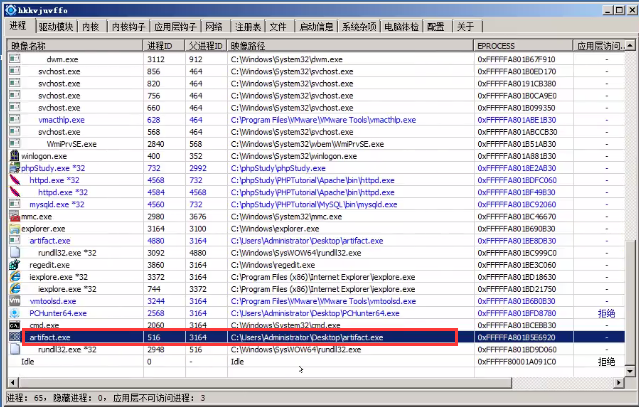 hkkvjuvffo
进程 驱动模块 内核 内核钩子 应用层钩子 网络 注册表 文件 启动信息 系统杂项 电脑体检 配置 关于
映像名称 进程ID 父进程ID 映像路径 EPROCESS 应用层访问...
dwm.exe 3112 912 C:\Windows\System32\dwm.exe 0xFFFFFA801B67F910 -
svchost.exe 856 464 C:\Windows\System32\svchost.exe 0xFFFFFA801B0ED170 -
svchost.exe 820 464 C:\Windows\System32\svchost.exe 0xFFFFFA80191CB380 -
svchost.exe 756 464 C:\Windows\System32\svchost.exe 0xFFFFFA801B0CA9E0 -
svchost.exe 660 464 C:\Windows\System32\svchost.exe 0xFFFFFA801B099350 -
vmacthlp.exe 628 464 C:\Program Files\VMware\VMware Tools\vmacthlp.exe 0xFFFFFA801ABE1B30 -
svchost.exe 568 464 C:\Windows\System32\svchost.exe 0xFFFFFA801ABCCB30 -
WmiPrvSE.exe 2840 568 C:\Windows\System32\wbem\WmiPrvSE.exe 0xFFFFFA801B51AB30 -
winlogon.exe 400 352 C:\Windows\System32\winlogon.exe 0xFFFFFA801A881B30 -
phpStudy.exe *32 732 2992 C:\phpStudy\phpStudy.exe 0xFFFFFA8018E2AB30 -
httpd.exe *32 4568 732 C:\phpStudy\PHPTutorial\Apache\bin\httpd.exe 0xFFFFFA801BDFC060 -
httpd.exe *32 4584 4568 C:\phpStudy\PHPTutorial\Apache\bin\httpd.exe 0xFFFFFA801BF49B30 -
mysqld.exe *32 2260 732 C:\phpStudy\PHPTutorial\MySQL\bin\mysqld.exe 0xFFFFFA801BC92060 -
mmc.exe 2980 3676 C:\Windows\System32\mmc.exe 0xFFFFFA801BC46670 -
explorer.exe 3164 3100 C:\Windows\explorer.exe 0xFFFFFA801B690B30 -
artifact.exe 4880 3164 C:\Users\Administrator\Desktop\artifact.exe 0xFFFFFA801BE8DB30 -
rundll32.exe *32 3092 4880 C:\Windows\SysWOW64\rundll32.exe 0xFFFFFA801BC999C0 -
regedit.exe 3860 3164 C:\Windows\regedit.exe 0xFFFFFA801BE3C060 -
iexplore.exe *32 3372 3164 C:\Program Files (x86)\Internet Explorer\iexplore.exe 0xFFFFFA801BD18630 -
iexplore.exe *32 744 3372 C:\Program Files (x86)\Internet Explorer\iexplore.exe 0xFFFFFA801BD21750 -
vmtoolsd.exe 3244 3164 C:\Program Files\VMware\VMware Tools\vmtoolsd.exe 0xFFFFFA801B6B0B30 -
PCHunter64.exe 2268 3164 C:\Users\Administrator\Desktop\PCHunter64.exe 0xFFFFFA801BFD8780 拒绝
cmd.exe 2060 3164 C:\Windows\System32\cmd.exe 0xFFFFFA801BCEBB30 -
artifact.exe 516 3164 C:\Users\Administrator\Desktop\artifact.exe 0xFFFFFA801B5E6920 -
rundll32.exe *32 2948 516 C:\Windows\SysWOW64\rundll32.exe 0xFFFFFA801BD9D060 -
Idle 0 - Idle 0xFFFFF80001A091C0 拒绝
进程: 65, 隐藏进程: 0, 应用层不可访问进程: 3